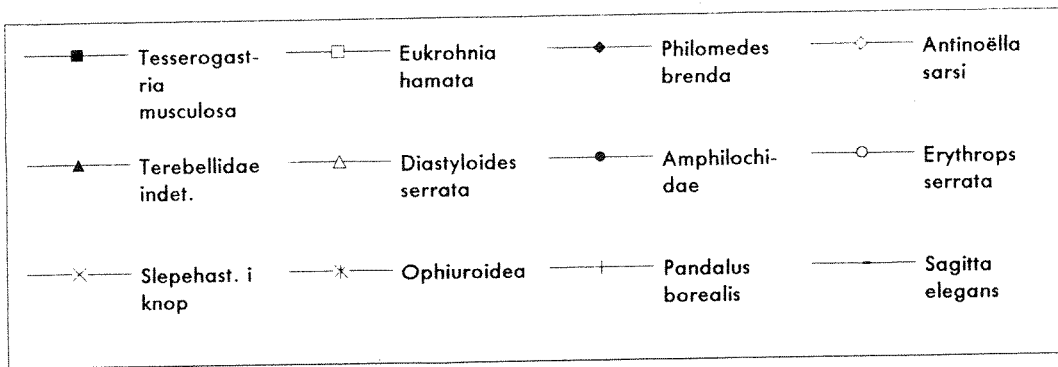 Tesserogast-
ria
musculosa
Eukrohnia
hamata
Philomedes
brenda
Antinoëlla
sarsi
Terebellidae
indet.
Diastyloides
serrata
Amphilochi-
dae
Erythrops
serrata
Slepehast. i
knop
Ophiuroidea
Pandalus
borealis
Sagitta
elegans